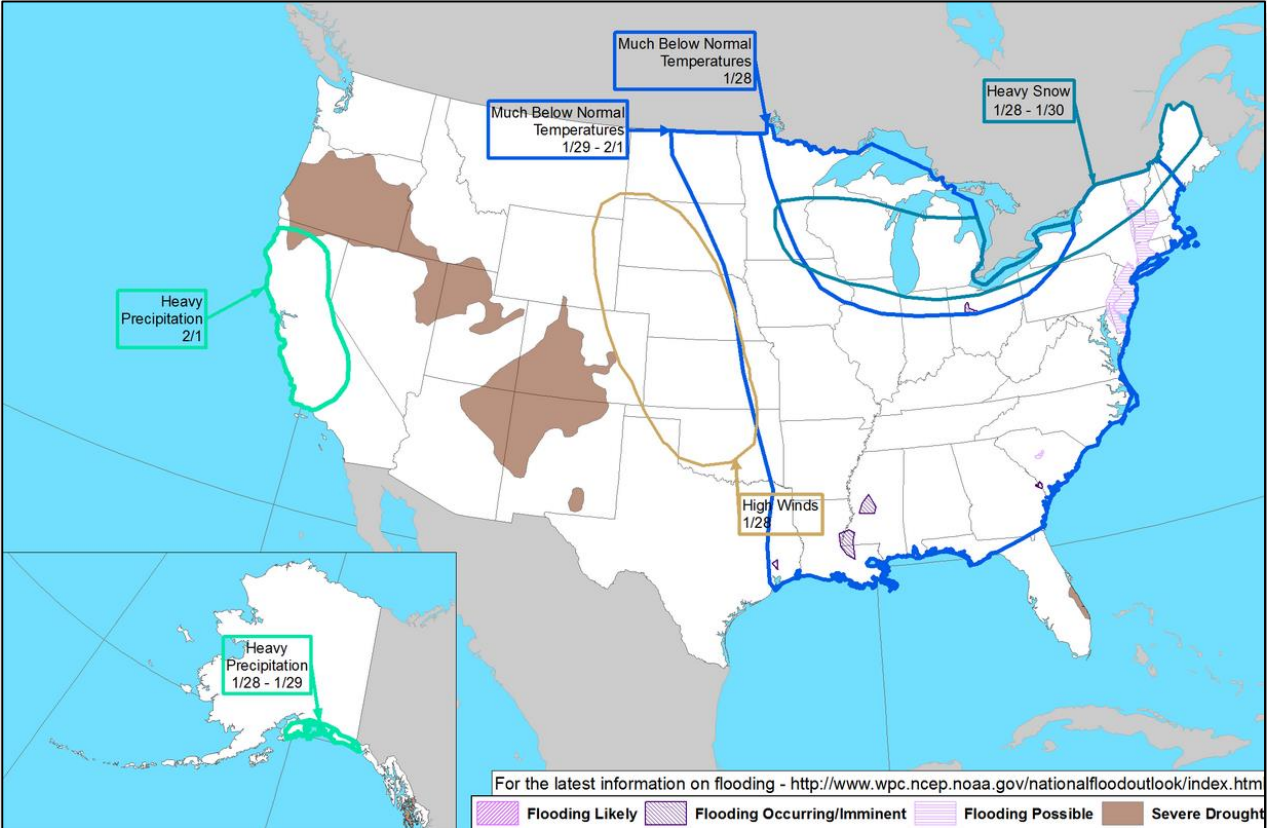 Much Below Normal
Temperatures
1/28
Heavy Snow
1/28 - 1/30
Much Below Normal
Temperatures
1/29 - 2/1
Heavy
Precipitation
2/1
High Winds
1/28
Heavy
Precipitation
1/28 - 1/29
For the latest information on flooding - http://www.wpc.ncep.noaa.gov/nationalfloodoutlook/index.html
Flooding Likely
Flooding Occurring/Imminent
Flooding Possible
Severe Drought